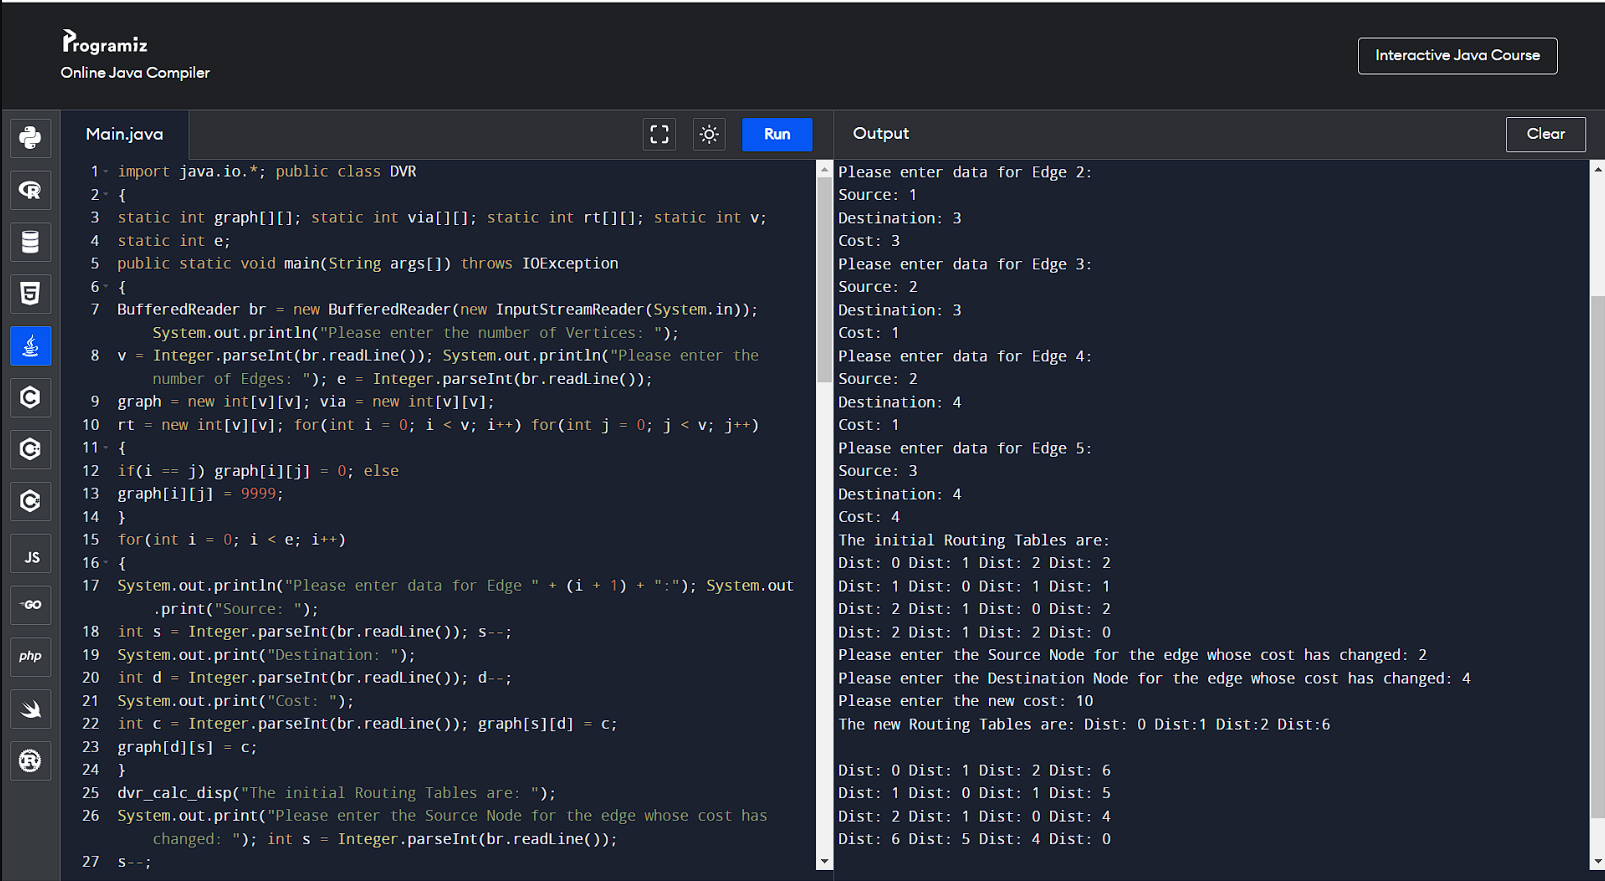 Programiz
Online Java Compiler
Interactive Java Course
Main.java
Run
Output
Clear
1 import java.io.*; public class DVR
2 {
3 static int graph[][]; static int via[][]; static int rt[][]; static int v;
4 static int e;
5 public static void main(String args[]) throws IOException
6 {
7 BufferedReader br = new BufferedReader(new InputStreamReader(System.in));
System.out.println("Please enter the number of Vertices: ");
8 v = Integer.parseInt(br.readLine()); System.out.println("Please enter the
number of Edges: "); e = Integer.parseInt(br.readLine());
9 graph = new int[v][v]; via = new int[v][v];
10 rt = new int[v][v]; for(int i = 0; i < v; i++) for(int j = 0; j < v; j++)
11 {
12 if(i == j) graph[i][j] = 0; else
13 graph[i][j] = 9999;
14 }
15 for(int i = 0; i < e; i++)
16 {
17 System.out.println("Please enter data for Edge " + (i + 1) + ":"); System.out
.print("Source: ");
18 int s = Integer.parseInt(br.readLine()); s--;
19 System.out.print("Destination: ");
20 int d = Integer.parseInt(br.readLine()); d--;
21 System.out.print("Cost: ");
22 int c = Integer.parseInt(br.readLine()); graph[s][d] = c;
23 graph[d][s] = c;
24 }
25 dvr_calc_disp("The initial Routing Tables are: ");
26 System.out.print("Please enter the Source Node for the edge whose cost has
changed: "); int s = Integer.parseInt(br.readLine());
27 s--;
Please enter data for Edge 2:
Source: 1
Destination: 3
Cost: 3
Please enter data for Edge 3:
Source: 2
Destination: 3
Cost: 1
Please enter data for Edge 4:
Source: 2
Destination: 4
Cost: 1
Please enter data for Edge 5:
Source: 3
Destination: 4
Cost: 4
The initial Routing Tables are:
Dist: 0 Dist: 1 Dist: 2 Dist: 2
Dist: 1 Dist: 0 Dist: 1 Dist: 1
Dist: 2 Dist: 1 Dist: 0 Dist: 2
Dist: 2 Dist: 1 Dist: 2 Dist: 0
Please enter the Source Node for the edge whose cost has changed: 2
Please enter the Destination Node for the edge whose cost has changed: 4
Please enter the new cost: 10
The new Routing Tables are: Dist: 0 Dist:1 Dist:2 Dist:6
Dist: 0 Dist: 1 Dist: 2 Dist: 6
Dist: 1 Dist: 0 Dist: 1 Dist: 5
Dist: 2 Dist: 1 Dist: 0 Dist: 4
Dist: 6 Dist: 5 Dist: 4 Dist: 0
R
5
C
C
C
JS
GO
php
R